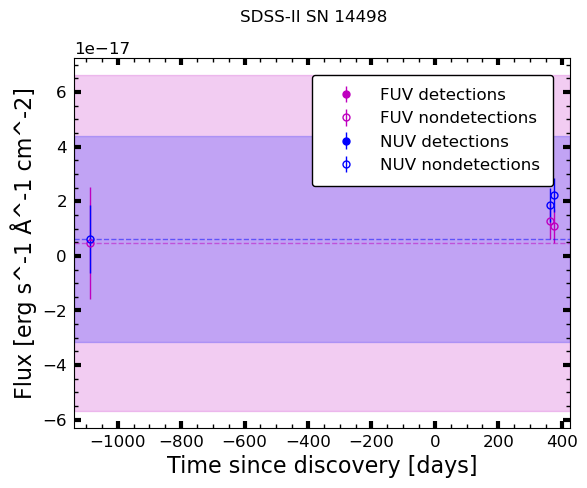 SDSS-II SN 14498
1e−17
FUV detections
FUV nondetections
NUV detections
NUV nondetections
6
4
2
0
−2
−4
−6
Flux [erg s^-1 Å^-1 cm^-2]
−1000 −800 −600 −400 −200 0 200 400
Time since discovery [days]